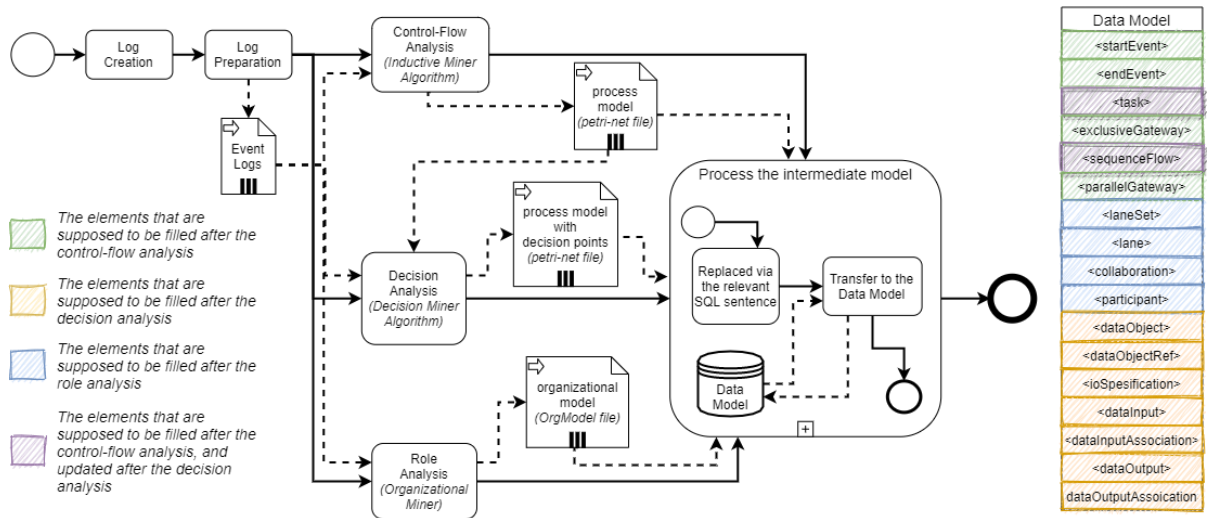 Log
Creation
Log
Preparation
Event
Logs
Control-Flow
Analysis
(Inductive Miner
Algorithm)
process
model
(petri-net file)
process model
with
decision points
(petri-net file)
Decision
Analysis
(Decision Miner
Algorithm)
organizational
model
(OrgModel file)
Role
Analysis
(Organizational
Miner)
Process the intermediate model
Replaced via
the relevant
SQL sentence
Transfer to the
Data Model
Data
Model
+
The elements that are
supposed to be filled after the
control-flow analysis
The elements that are
supposed to be filled after the
decision analysis
The elements that are
supposed to be filled after the
role analysis
The elements that are
supposed to be filled after the
control-flow analysis, and
updated after the decision
analysis
Data Model
<startEvent>
<endEvent>
<task>
<exclusiveGateway>
<sequenceFlow>
<parallelGateway>
<laneSet>
<lane>
<collaboration>
<participant>
<dataObject>
<dataObjectRef>
<ioSpesification>
<dataInput>
<dataInputAssociation>
<dataOutput>
dataOutputAssoication